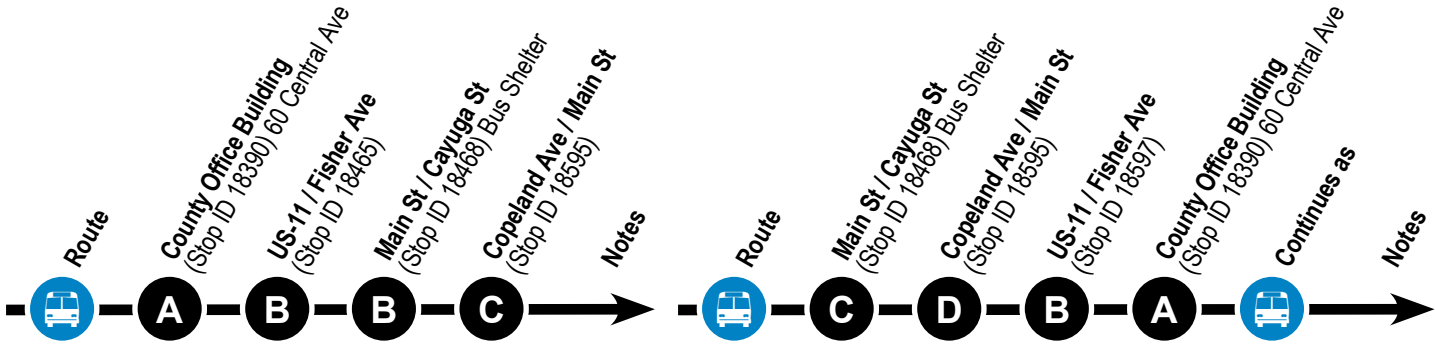 Route
County Office Building
(Stop ID 18390) 60 Central Ave
US-11 / Fisher Ave
(Stop ID 18465)
Main St / Cayuga St
(Stop ID 18468) Bus Shelter
Copeland Ave / Main St
(Stop ID 18595)
Notes
A
B
B
C
Route
Main St / Cayuga St
(Stop ID 18468) Bus Shelter
Copeland Ave / Main St
(Stop ID 18595)
US-11 / Fisher Ave
(Stop ID 18597)
County Office Building
(Stop ID 18390) 60 Central Ave
Continues as
Notes
C
D
B
A